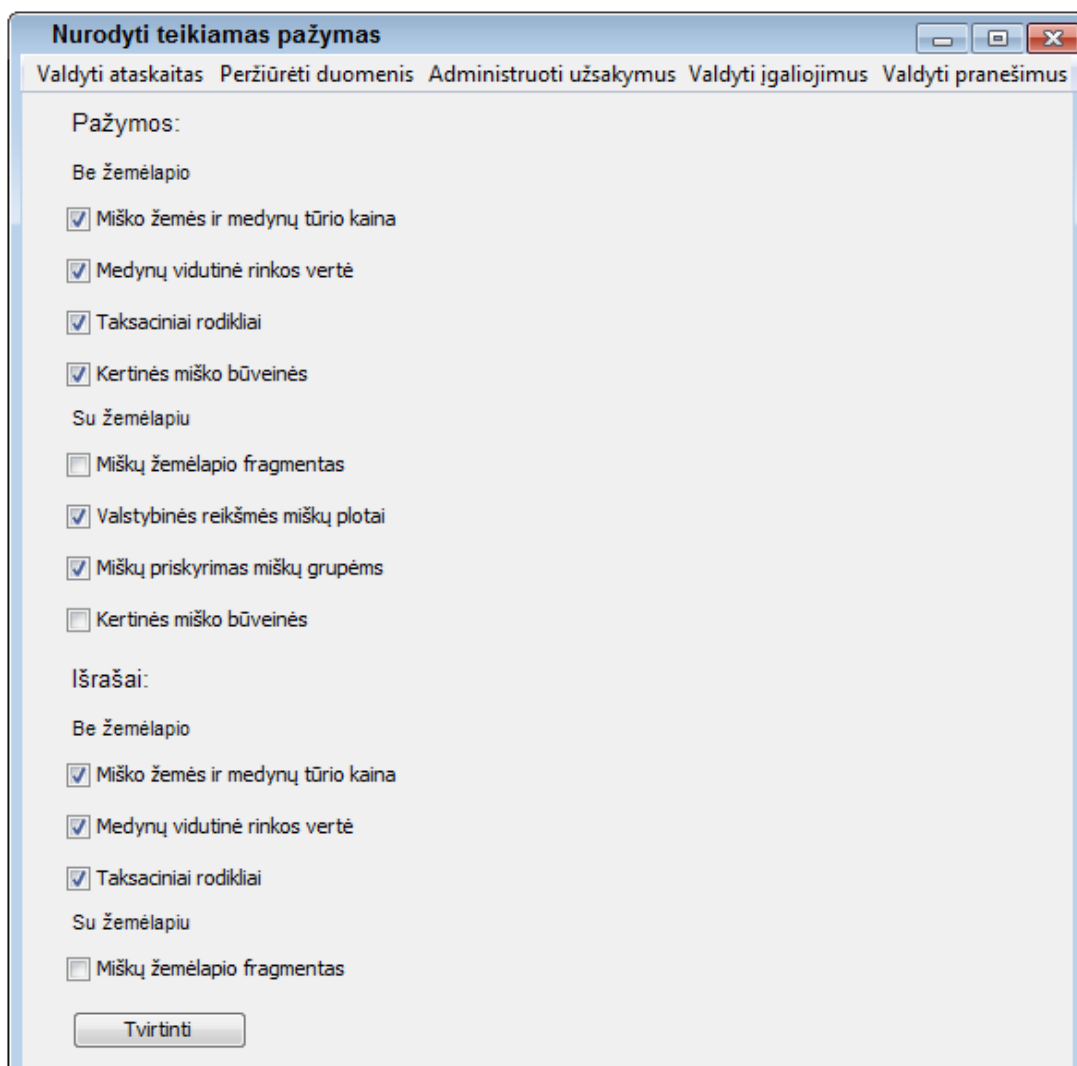 Nurodyti teikiamas pažymas
Valdyti ataskaitas Peržiūrėti duomenis Administruoti užsakymus Valdyti įgaliojimus Valdyti pranešimus
Pažymos:
Be žemėlapio
Miško žemės ir medynų tūrio kaina
Medynų vidutinė rinkos vertė
Taksaciniai rodikliai
Kertinės miško būveinės
Su žemėlapiu
Miškų žemėlapio fragmentas
Valstybinės reikšmės miškų plotai
Miškų priskyrimas miškų grupėms
Kertinės miško būveinės
Išrašai:
Be žemėlapio
Miško žemės ir medynų tūrio kaina
Medynų vidutinė rinkos vertė
Taksaciniai rodikliai
Su žemėlapiu
Miškų žemėlapio fragmentas
Tvirtinti